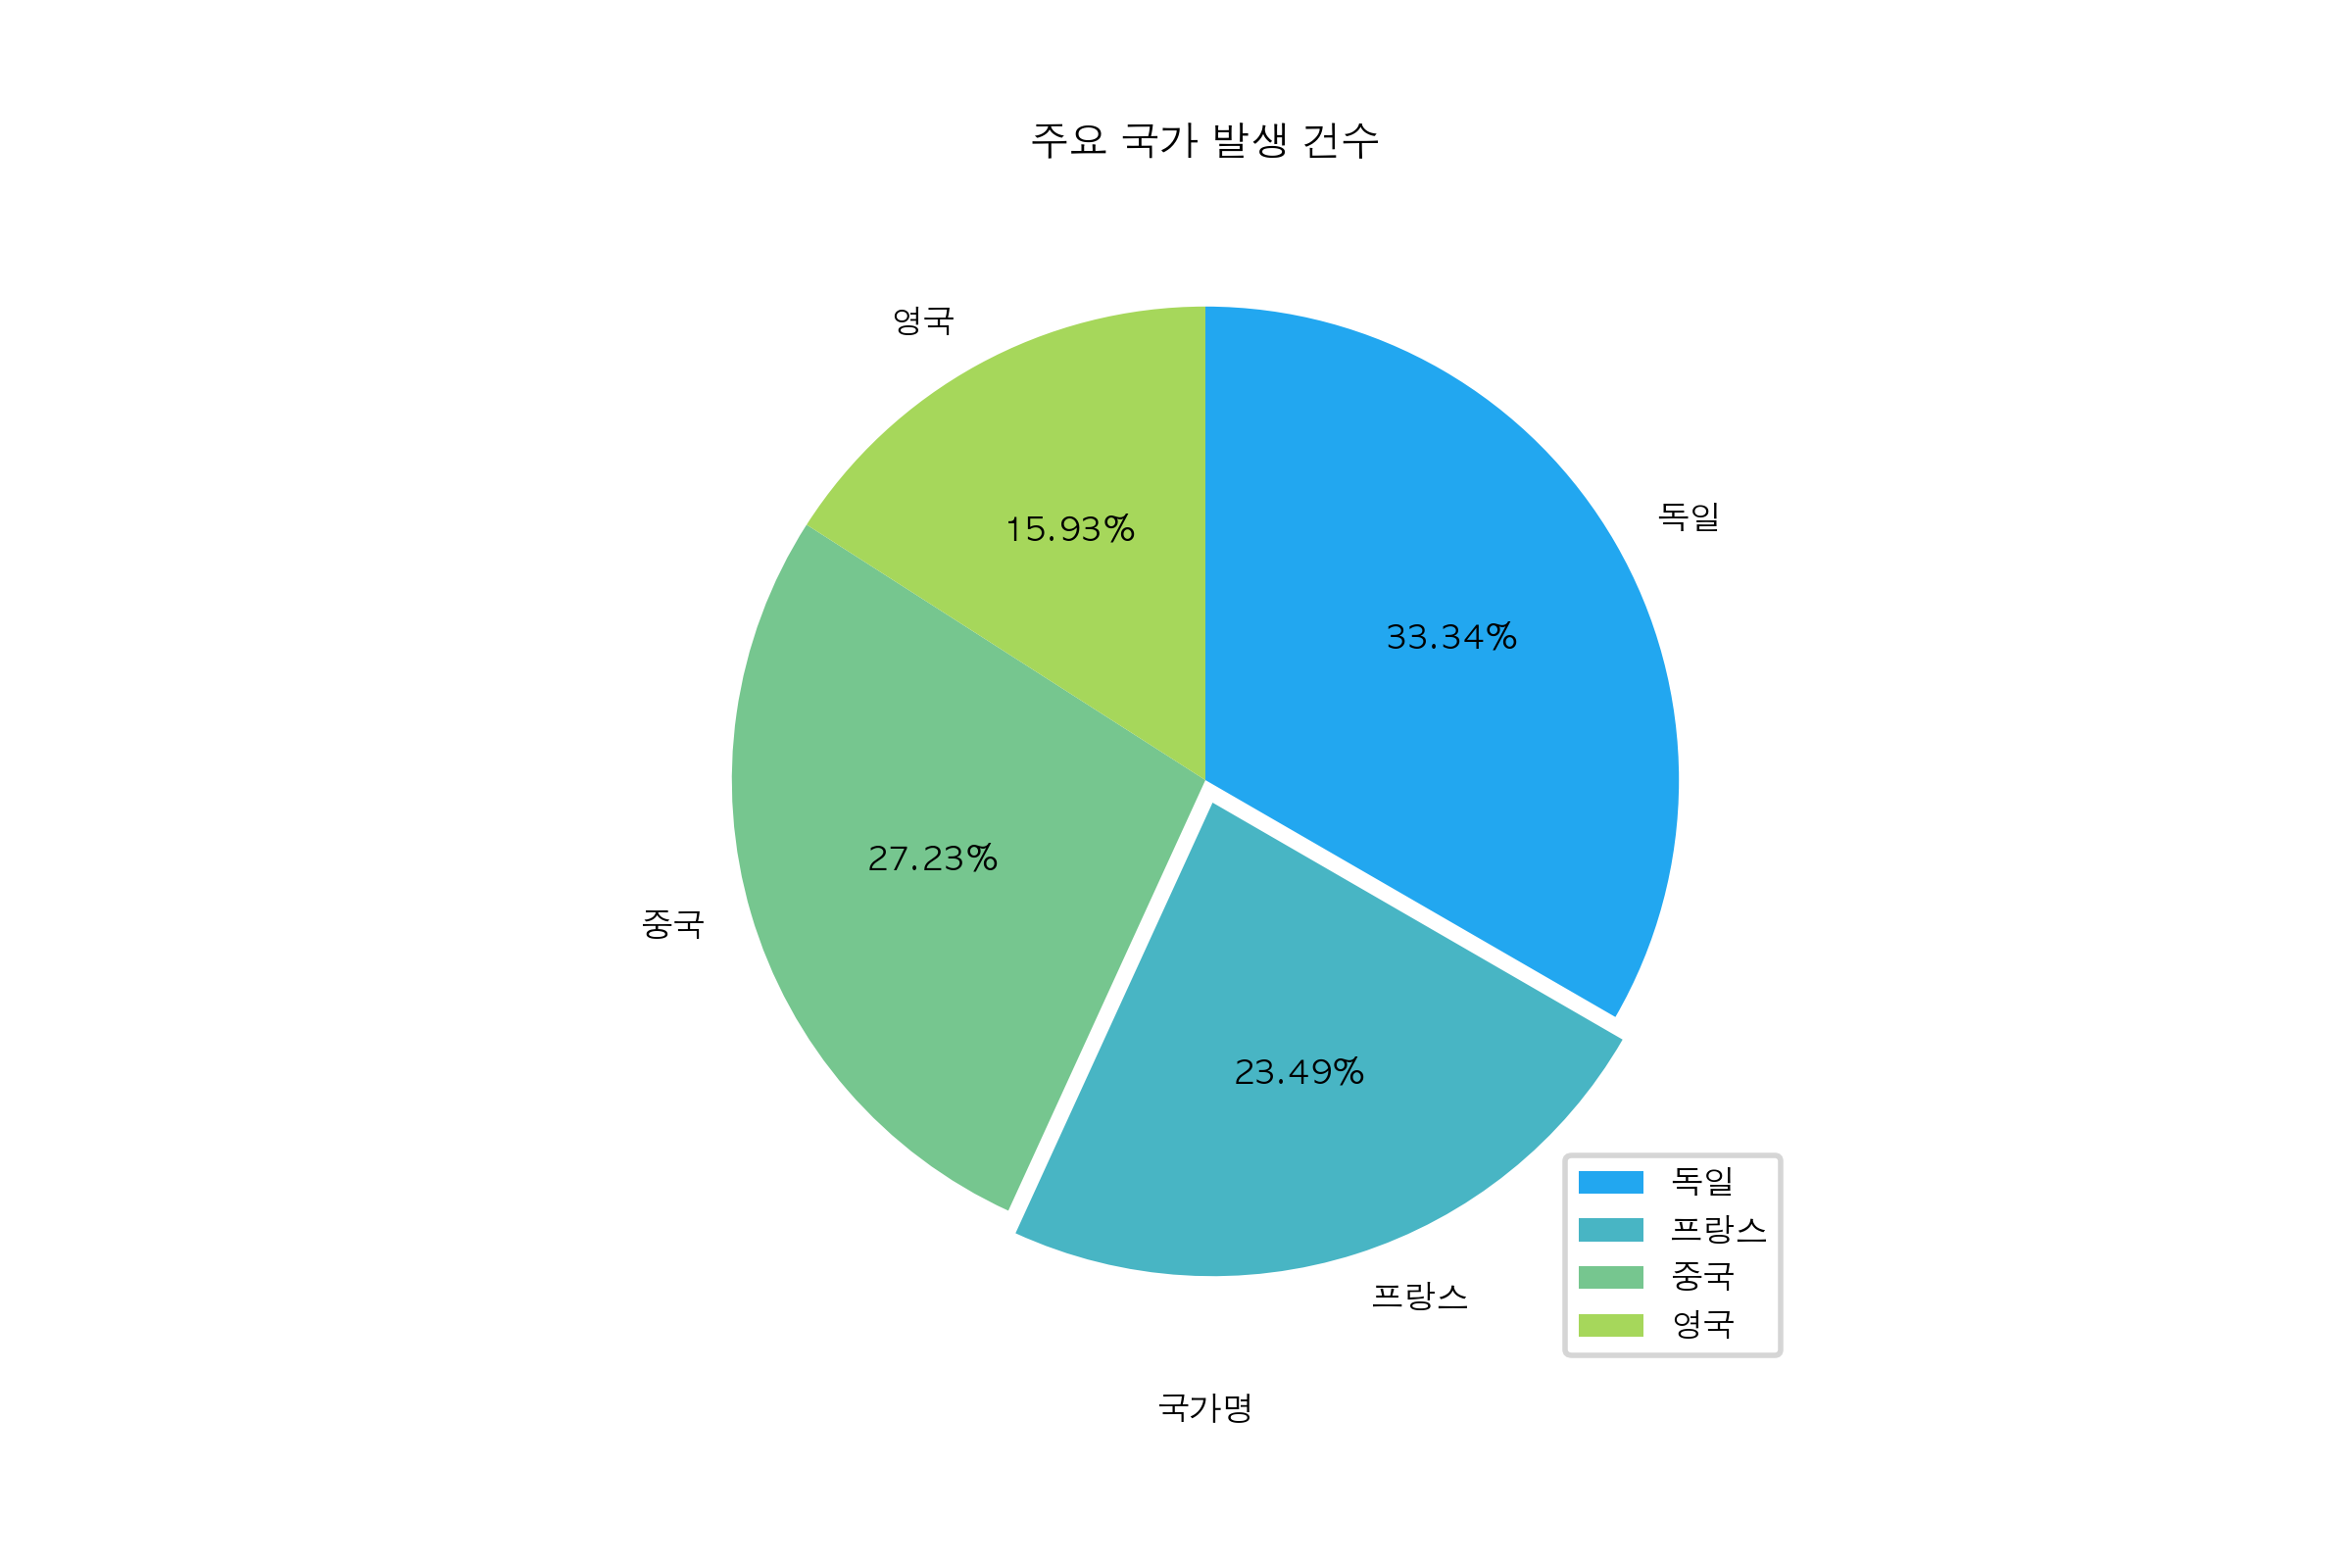 주요 국가 발생 건수
영국
독일
15.93%
33.34%
27.23%
중국
23.49%
프랑스
독일
프랑스
중국
영국
국가명